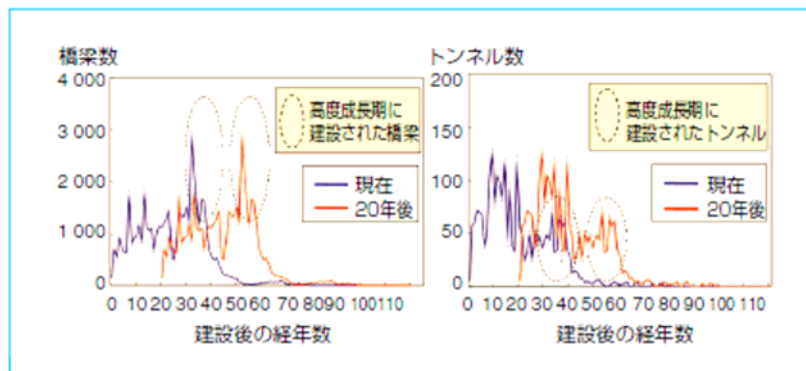 橋梁数
4 000
3 000
2 000
1 000
0
0 10 20 30 40 50 60 70 80 90 100 110
建設後の経年数
高度成長期に
建設された橋梁
現在
20年後
トンネル数
200
150
100
50
0
0 10 20 30 40 50 60 70 80 90 100 110
建設後の経年数
高度成長期に
建設されたトンネル
現在
20年後